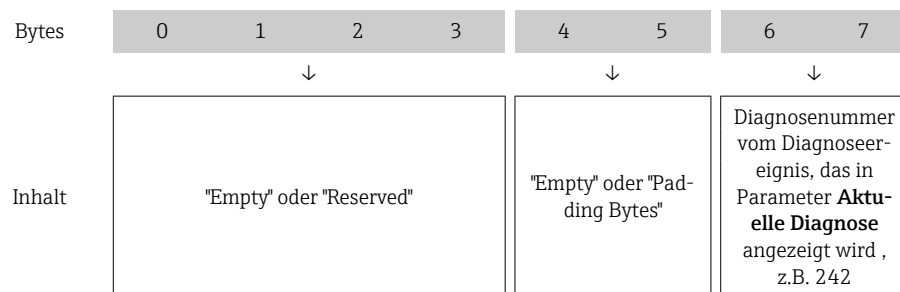 Bytes 0 1 2 3 4 5 6 7
↓ ↓ ↓
Inhalt
"Empty" oder "Reserved"
"Empty" oder "Pad-
ding Bytes"
Diagnosenummer
vom Diagnoseer-
eignis, das in
Parameter Aktu-
elle Diagnose
angezeigt wird ,
z.B. 242